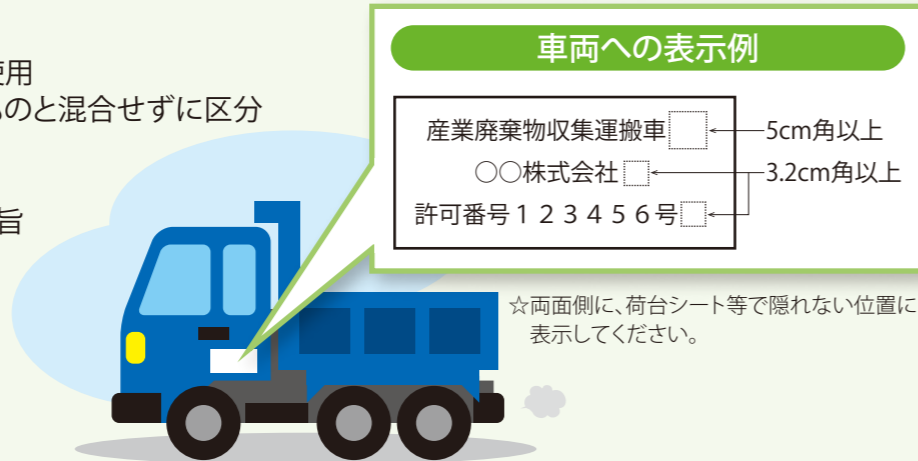 使用
ものと混合せずに区分
旨
車両への表示例
産業廃棄物収集運搬車
5cm角以上
○○株式会社
3.2cm角以上
許可番号１２３４５６号
☆両面側に、荷台シート等で隠れない位置に
表示してください。